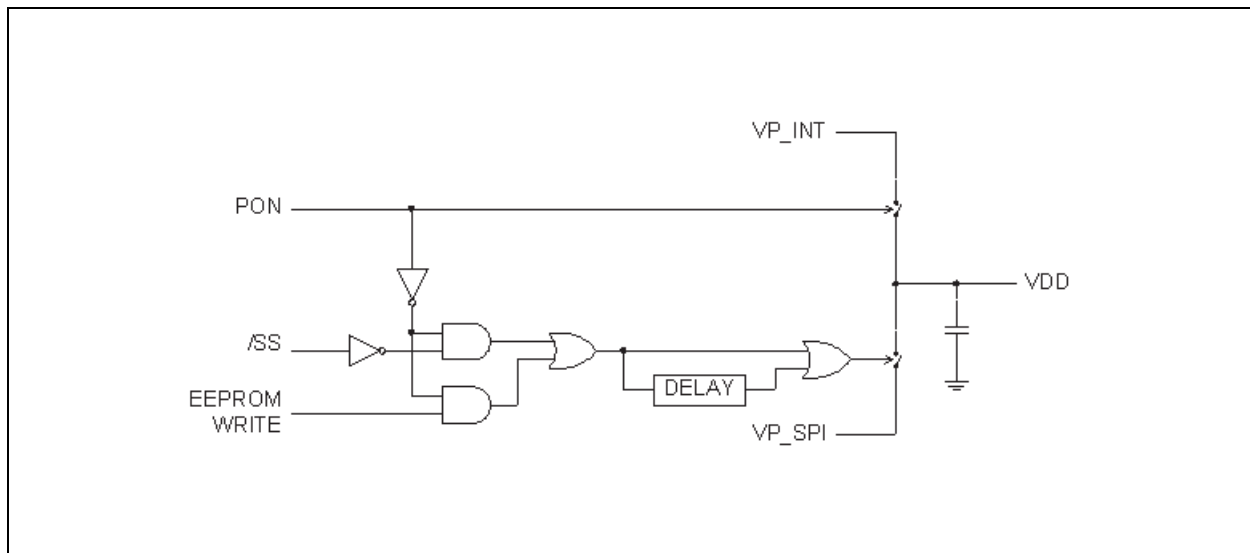 VP_INT
PON
VDD
/SS
EEPROM
WRITE
DELAY
VP_SPI